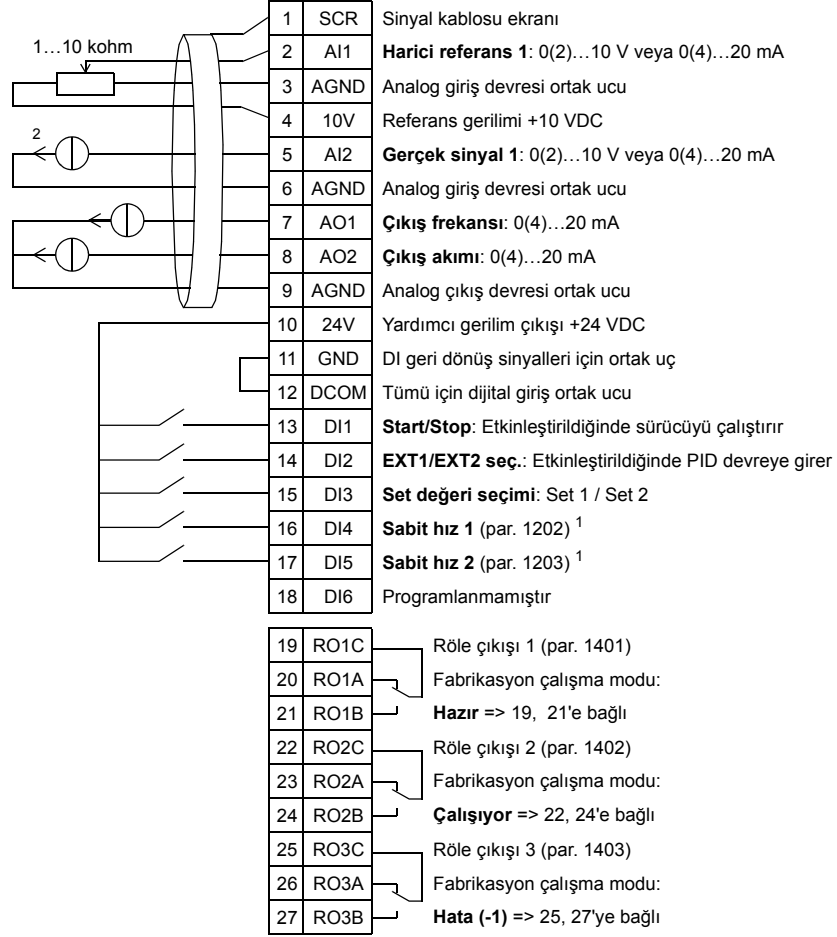 1 SCR Sinyal kablosu ekranı
1…10 kohm
2 AI1 Harici referans 1: 0(2)…10 V veya 0(4)…20 mA
3 AGND Analog giriş devresi ortak ucu
4 10V Referans gerilimi +10 VDC
2
5 AI2 Gerçek sinyal 1: 0(2)…10 V veya 0(4)…20 mA
6 AGND Analog giriş devresi ortak ucu
7 AO1 Çıkış frekansı: 0(4)…20 mA
8 AO2 Çıkış akımı: 0(4)…20 mA
9 AGND Analog çıkış devresi ortak ucu
10 24V Yardımcı gerilim çıkışı +24 VDC
11 GND DI geri dönüş sinyalleri için ortak uç
12 DCOM Tümü için dijital giriş ortak ucu
13 DI1 Start/Stop: Etkinleştirildiğinde sürücüyü çalıştırır
14 DI2 EXT1/EXT2 seç.: Etkinleştirildiğinde PID devreye girer
15 DI3 Set değeri seçimi: Set 1 / Set 2
16 DI4 Sabit hız 1 (par. 1202) 1
17 DI5 Sabit hız 2 (par. 1203) 1
18 DI6 Programlanmamıştır
19 RO1C Röle çıkışı 1 (par. 1401)
20 RO1A Fabrikasyon çalışma modu:
21 RO1B Hazır => 19, 21'e bağlı
22 RO2C Röle çıkışı 2 (par. 1402)
23 RO2A Fabrikasyon çalışma modu:
24 RO2B Çalışıyor => 22, 24'e bağlı
25 RO3C Röle çıkışı 3 (par. 1403)
26 RO3A Fabrikasyon çalışma modu:
27 RO3B Hata (-1) => 25, 27'ye bağlı